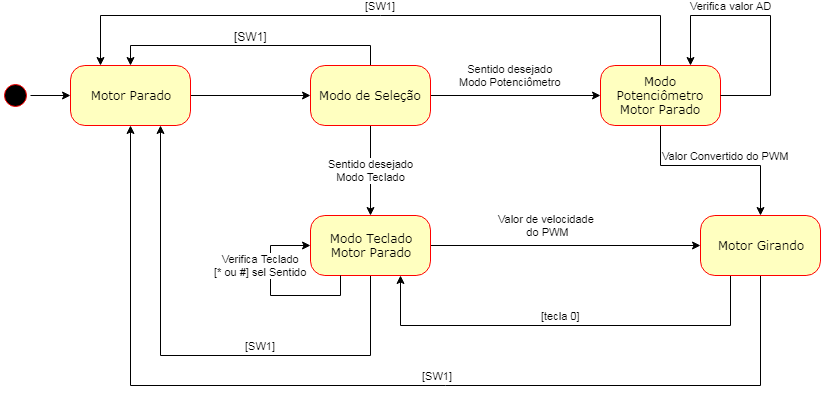 [SW1]
Verifica valor AD
[SW1]
Motor Parado
Modo de Seleção
Sentido desejado
Modo Potenciômetro
Modo
Potenciômetro
Motor Parado
Sentido desejado
Modo Teclado
Valor Convertido do PWM
Verifica Teclado
[* ou #] sel Sentido
Modo Teclado
Motor Parado
Valor de velocidade
do PWM
Motor Girando
[tecla 0]
[SW1]
[SW1]